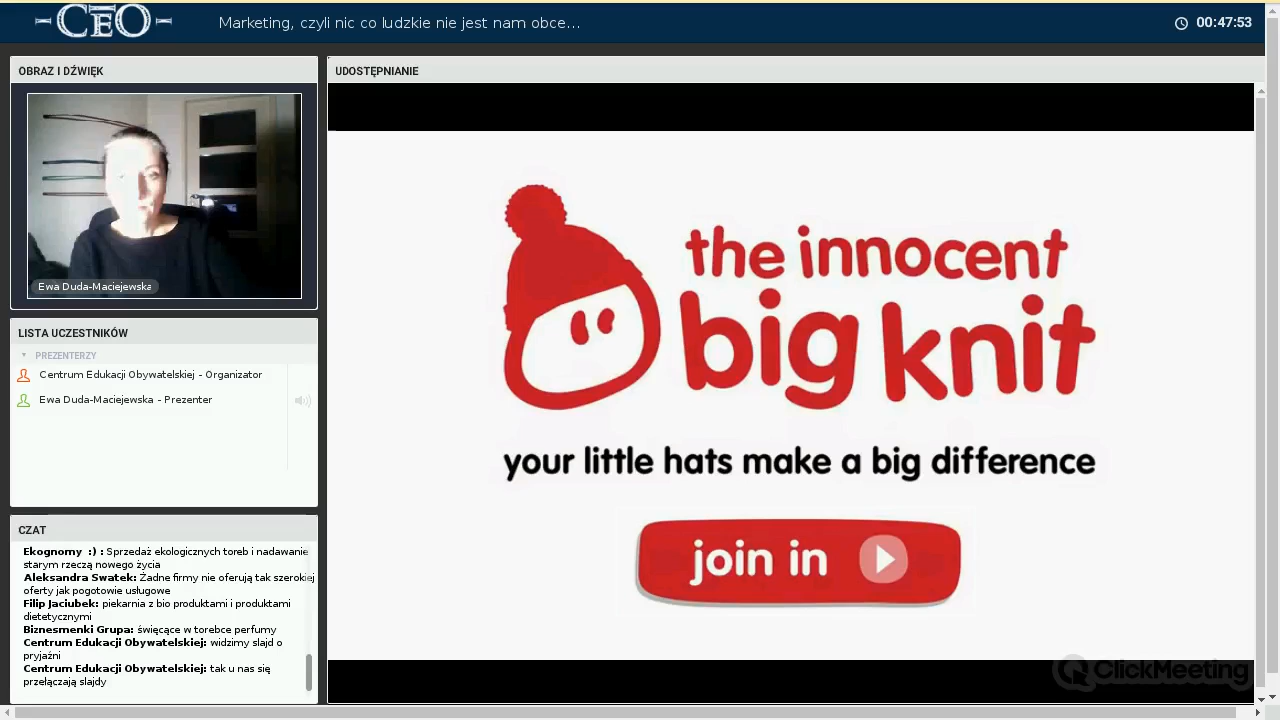 CEO
Marketing, czyli nic co ludzkie nie jest nam obce...
00:47:53
OBRAZ I DŹWIĘK
Ewa Duda-Maciejewska
LISTA UCZESTNIKÓW
PREZENTERZY
Centrum Edukacji Obywatelskiej - Organizator
Ewa Duda-Maciejewska - Prezenter
CZAT
Ekognomy :) : Sprzedaż ekologicznych toreb i nadawanie
starym rzeczą nowego życia
Aleksandra Swatek: Żadne firmy nie oferują tak szerokiej
oferty jak pogotowie usługowe
Filip Jaciubek: piekarnia z bio produktami i produktami
dietetycznymi
Biznesmenki Grupa: święcące w torebce perfumy
Centrum Edukacji Obywatelskiej: widzimy slajd o
pryjaźni
Centrum Edukacji Obywatelskiej: tak u nas się
przełączają slajdy
UDOSTĘPNIANIE
the innocent
big knit
your little hats make a big difference
join in
ClickMeeting